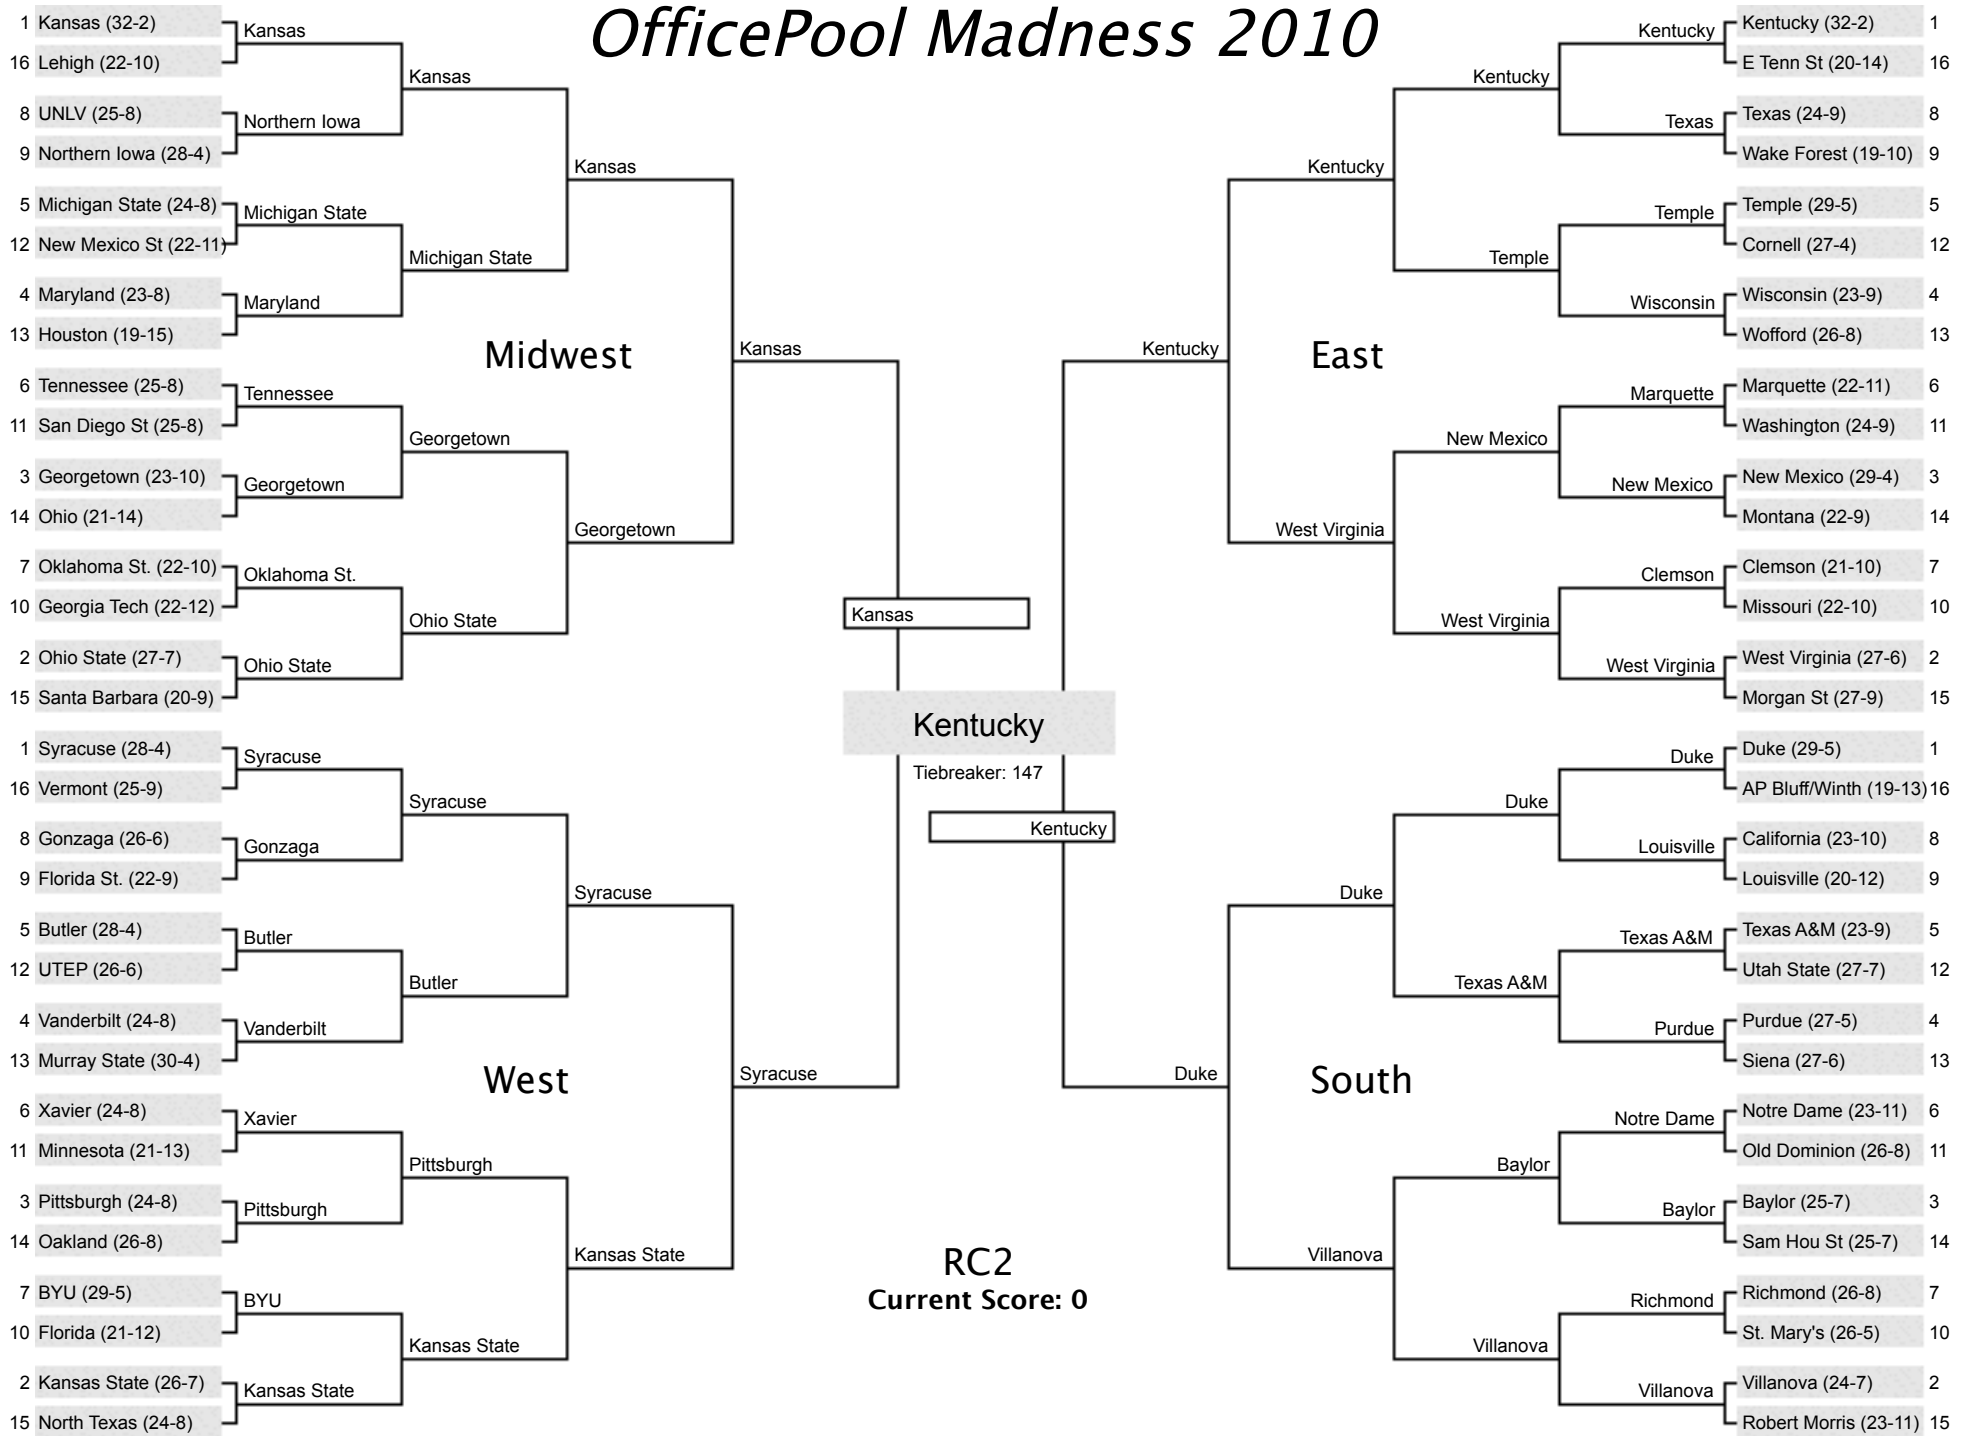 OfficePool Madness 2010
1 Kansas (32-2)
16 Lehigh (22-10)
8 UNLV (25-8)
9 Northern Iowa (28-4)
5 Michigan State (24-8)
12 New Mexico St (22-11)
4 Maryland (23-8)
13 Houston (19-15)
6 Tennessee (25-8)
11 San Diego St (25-8)
3 Georgetown (23-10)
14 Ohio (21-14)
7 Oklahoma St. (22-10)
10 Georgia Tech (22-12)
2 Ohio State (27-7)
15 Santa Barbara (20-9)
Kansas
Northern Iowa
Michigan State
Maryland
Tennessee
Georgetown
Oklahoma St.
Ohio State
Kansas
Michigan State
Georgetown
Ohio State
Kansas
Georgetown
Kansas
Midwest
1 Syracuse (28-4)
16 Vermont (25-9)
8 Gonzaga (26-6)
9 Florida St. (22-9)
5 Butler (28-4)
12 UTEP (26-6)
4 Vanderbilt (24-8)
13 Murray State (30-4)
6 Xavier (24-8)
11 Minnesota (21-13)
3 Pittsburgh (24-8)
14 Oakland (26-8)
7 BYU (29-5)
10 Florida (21-12)
2 Kansas State (26-7)
15 North Texas (24-8)
Syracuse
Gonzaga
Butler
Vanderbilt
Xavier
Pittsburgh
BYU
Kansas State
Syracuse
Butler
Pittsburgh
Kansas State
Syracuse
Kansas State
Syracuse
West
Kansas
Kentucky
Tiebreaker: 147
Kentucky
RC2
Current Score: 0
Kentucky (32-2) 1
E Tenn St (20-14) 16
Texas (24-9) 8
Wake Forest (19-10) 9
Temple (29-5) 5
Cornell (27-4) 12
Wisconsin (23-9) 4
Wofford (26-8) 13
Marquette (22-11) 6
Washington (24-9) 11
New Mexico (29-4) 3
Montana (22-9) 14
Clemson (21-10) 7
Missouri (22-10) 10
West Virginia (27-6) 2
Morgan St (27-9) 15
Kentucky
Texas
Temple
Wisconsin
Marquette
New Mexico
Clemson
West Virginia
Kentucky
Temple
New Mexico
West Virginia
Kentucky
West Virginia
Kentucky
East
Duke (29-5) 1
AP Bluff/Winth (19-13) 16
California (23-10) 8
Louisville (20-12) 9
Texas A&M (23-9) 5
Utah State (27-7) 12
Purdue (27-5) 4
Siena (27-6) 13
Notre Dame (23-11) 6
Old Dominion (26-8) 11
Baylor (25-7) 3
Sam Hou St (25-7) 14
Richmond (26-8) 7
St. Mary's (26-5) 10
Villanova (24-7) 2
Robert Morris (23-11) 15
Duke
Louisville
Texas A&M
Purdue
Notre Dame
Baylor
Richmond
Villanova
Duke
Texas A&M
Baylor
Villanova
Duke
Villanova
Duke
South